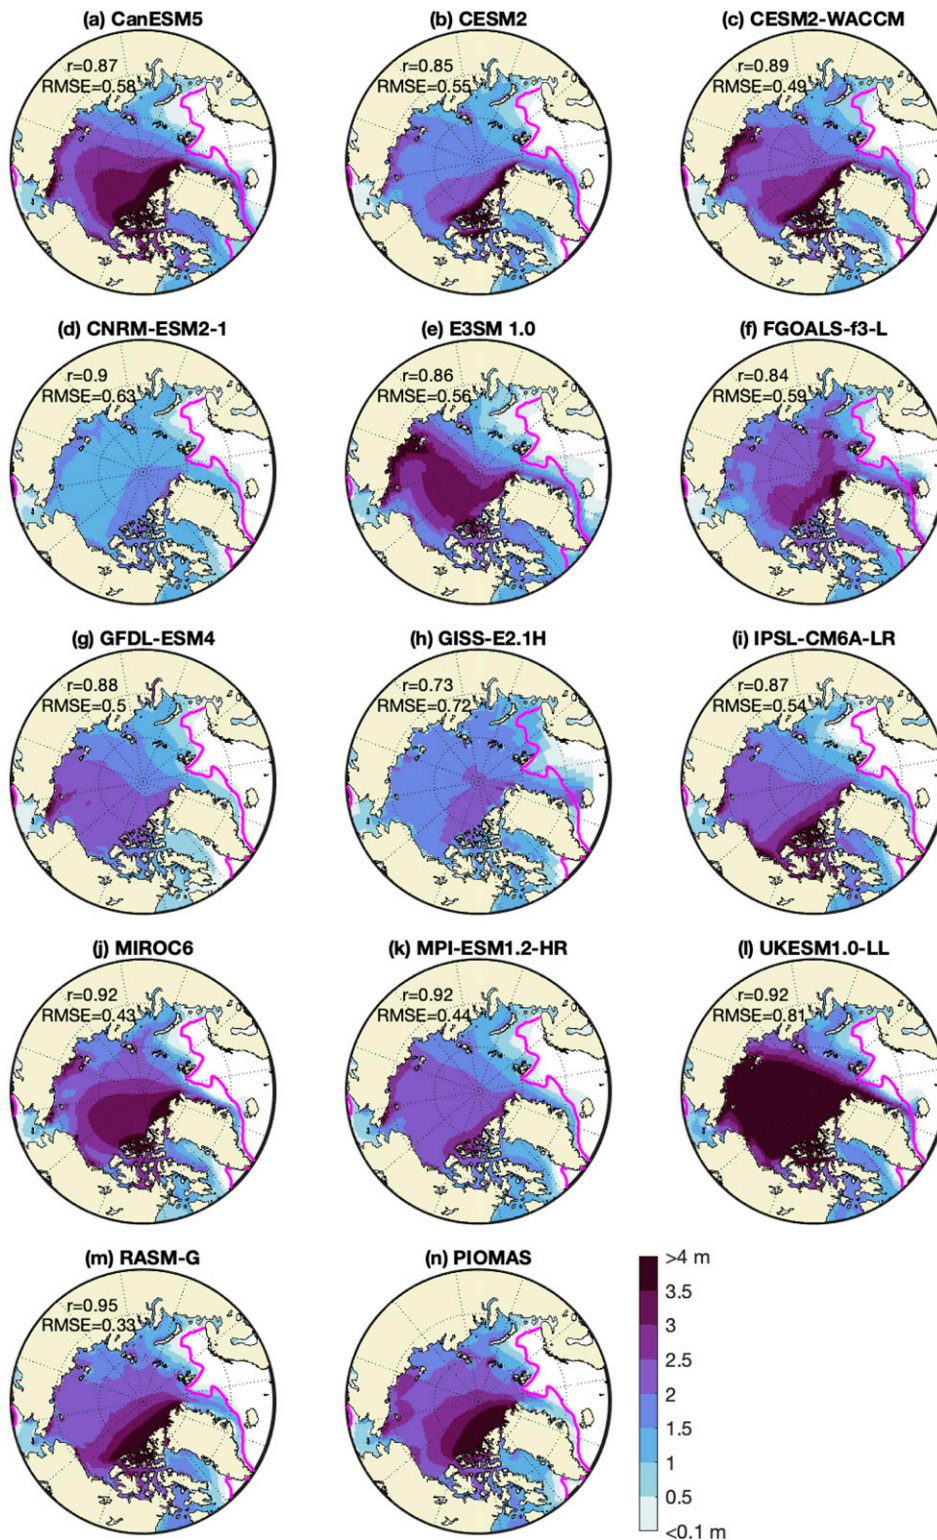 (a) CanESM5
(b) CESM2
(c) CESM2-WACCM
r=0.87
RMSE=0.58
r=0.85
RMSE=0.55
r=0.89
RMSE=0.49
(d) CNRM-ESM2-1
(e) E3SM 1.0
(f) FGOALS-f3-L
r=0.9
RMSE=0.63
r=0.86
RMSE=0.56
r=0.84
RMSE=0.59
(g) GFDL-ESM4
(h) GISS-E2.1H
(i) IPSL-CM6A-LR
r=0.88
RMSE=0.5
r=0.73
RMSE=0.72
r=0.87
RMSE=0.54
(j) MIROC6
(k) MPI-ESM1.2-HR
(l) UKESM1.0-LL
r=0.92
RMSE=0.43
r=0.92
RMSE=0.44
r=0.92
RMSE=0.81
(m) RASM-G
(n) PIOMAS
r=0.95
RMSE=0.33
>4 m
3.5
3
2.5
2
1.5
1
0.5
<0.1 m